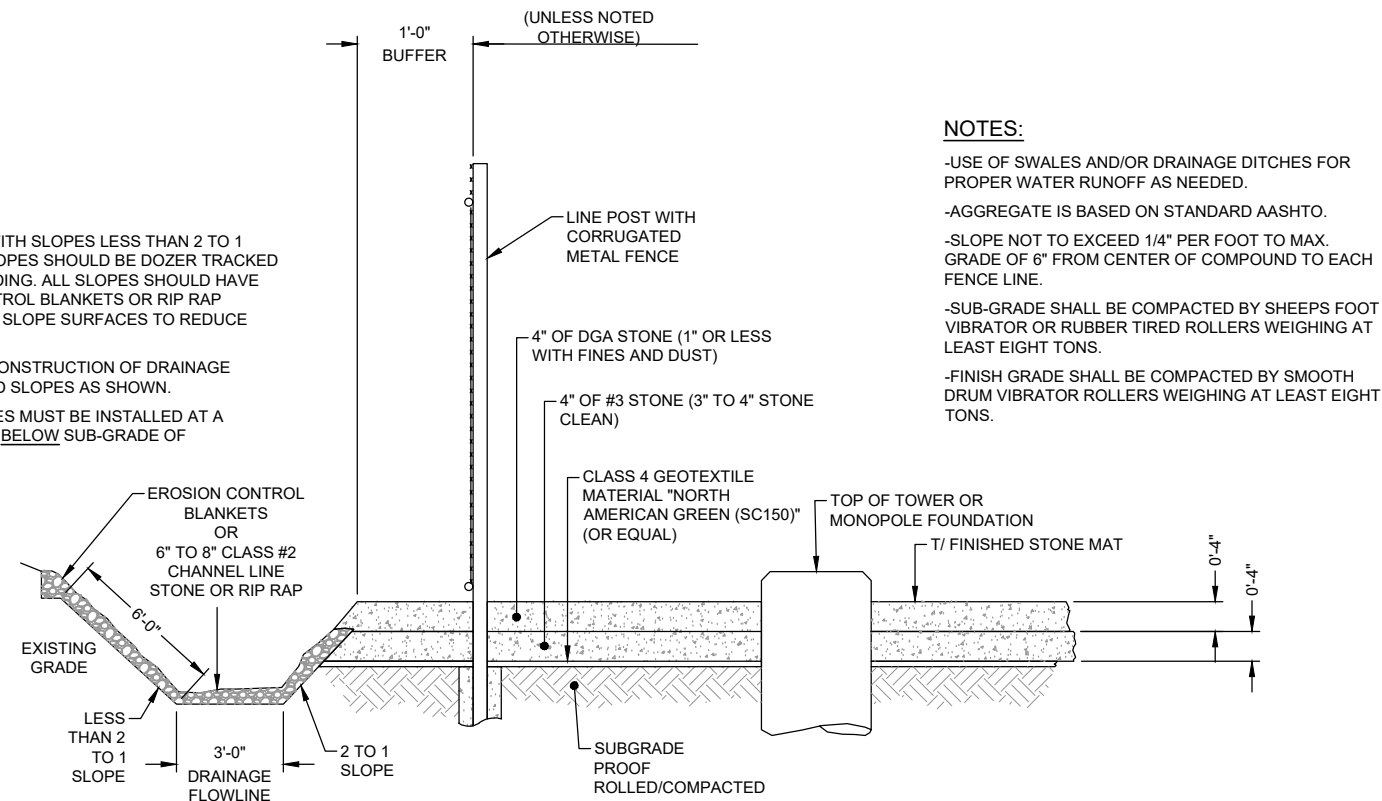 1'-0"
BUFFER
(UNLESS NOTED
OTHERWISE)
NOTES:
-USE OF SWALES AND/OR DRAINAGE DITCHES FOR
PROPER WATER RUNOFF AS NEEDED.
-AGGREGATE IS BASED ON STANDARD AASHTO.
-SLOPE NOT TO EXCEED 1/4" PER FOOT TO MAX.
GRADE OF 6" FROM CENTER OF COMPOUND TO EACH
FENCE LINE.
-SUB-GRADE SHALL BE COMPACTED BY SHEEPS FOOT
VIBRATOR OR RUBBER TIRED ROLLERS WEIGHING AT
LEAST EIGHT TONS.
-FINISH GRADE SHALL BE COMPACTED BY SMOOTH
DRUM VIBRATOR ROLLERS WEIGHING AT LEAST EIGHT
TONS.
SLOPES LESS THAN 2 TO 1
SHOULD BE DOZER TRACKED
ALL SLOPES SHOULD HAVE
BLANKETS OR RIP RAP
SLOPE SURFACES TO REDUCE
OF DRAINAGE
SLOPES AS SHOWN.
MUST BE INSTALLED AT A
BELOW SUB-GRADE OF
LINE POST WITH
CORRUGATED
METAL FENCE
4" OF DGA STONE (1" OR LESS
WITH FINES AND DUST)
4" OF #3 STONE (3" TO 4" STONE
CLEAN)
CLASS 4 GEOTEXTILE
MATERIAL "NORTH
AMERICAN GREEN (SC150)"
(OR EQUAL)
TOP OF TOWER OR
MONOPOLE FOUNDATION
T/ FINISHED STONE MAT
0'-4"
0'-4"
EROSION CONTROL
BLANKETS
OR
6" TO 8" CLASS #2
CHANNEL LINE
STONE OR RIP RAP
6'-0"
EXISTING
GRADE
LESS
THAN 2
TO 1
SLOPE
3'-0"
DRAINAGE
FLOWLINE
2 TO 1
SLOPE
SUBGRADE
PROOF
ROLLED/COMPACTED